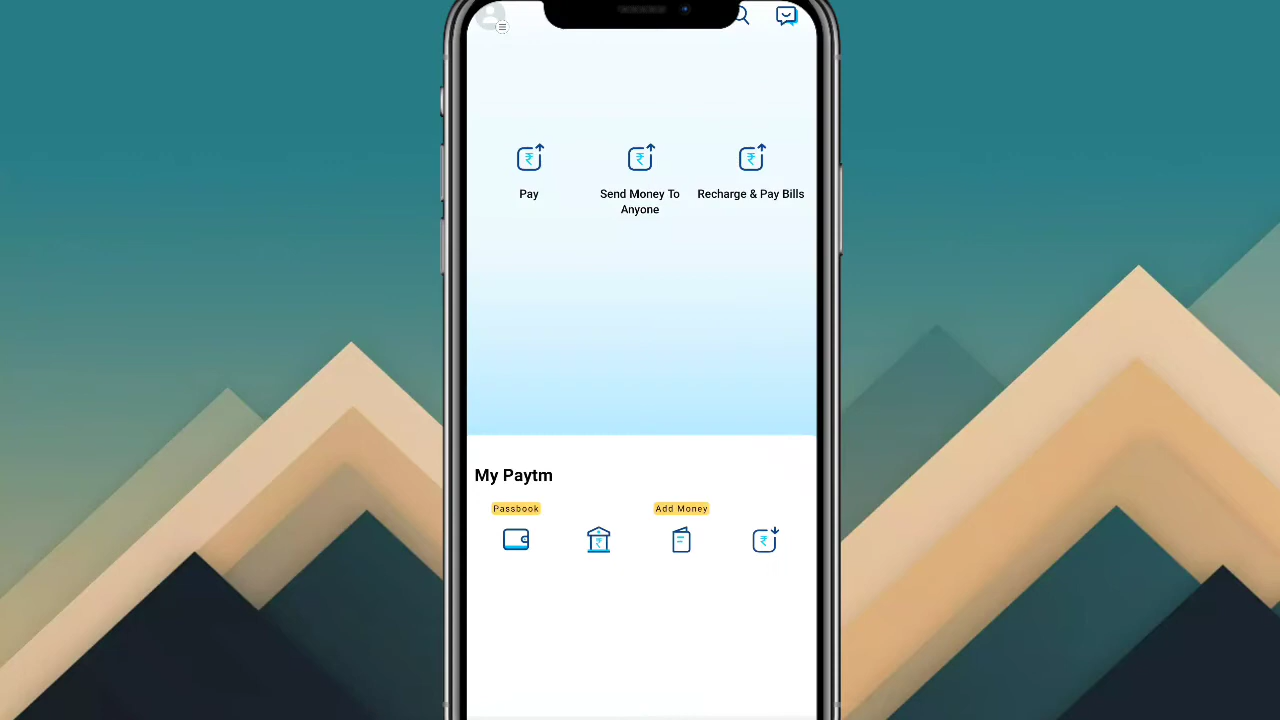 Pay
Send Money To
Anyone
Recharge & Pay Bills
My Paytm
Passbook
Add Money